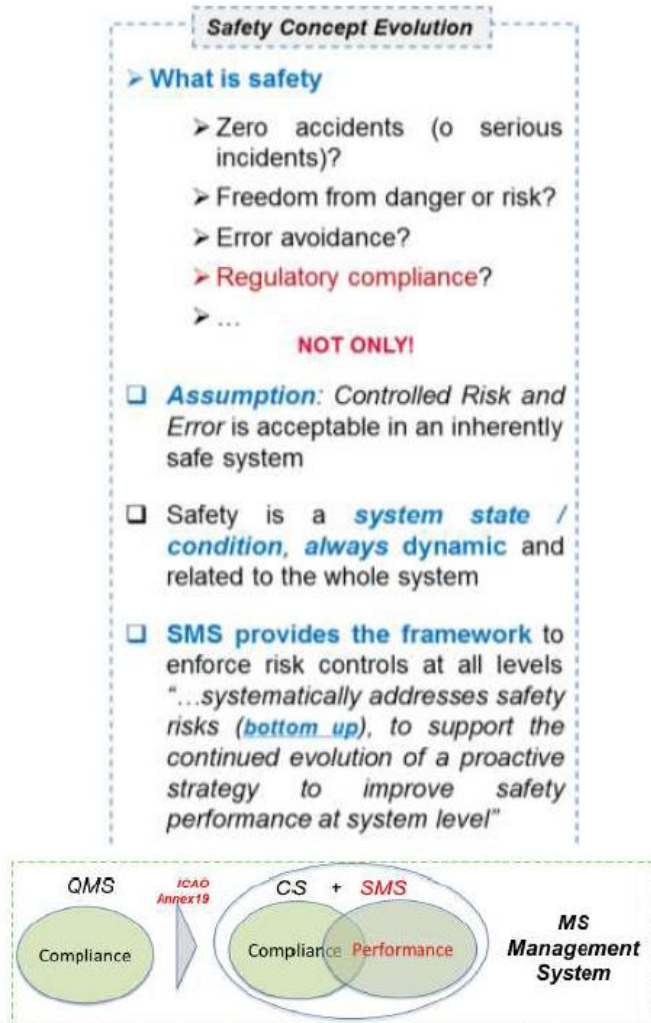 Safety Concept Evolution
➢ What is safety
➢ Zero accidents (o serious
incidents)?
➢ Freedom from danger or risk?
➢ Error avoidance?
➢ Regulatory compliance?
➢ …
NOT ONLY!
❑ Assumption: Controlled Risk and
Error is acceptable in an inherently
safe system
❑ Safety is a system state /
condition, always dynamic and
related to the whole system
❑ SMS provides the framework to
enforce risk controls at all levels
“…systematically addresses safety
risks (bottom up), to support the
continued evolution of a proactive
strategy to improve safety
performance at system level”
QMS
Compliance
ICAO
Annex19
CS + SMS
Compliance Performance
MS
Management
System